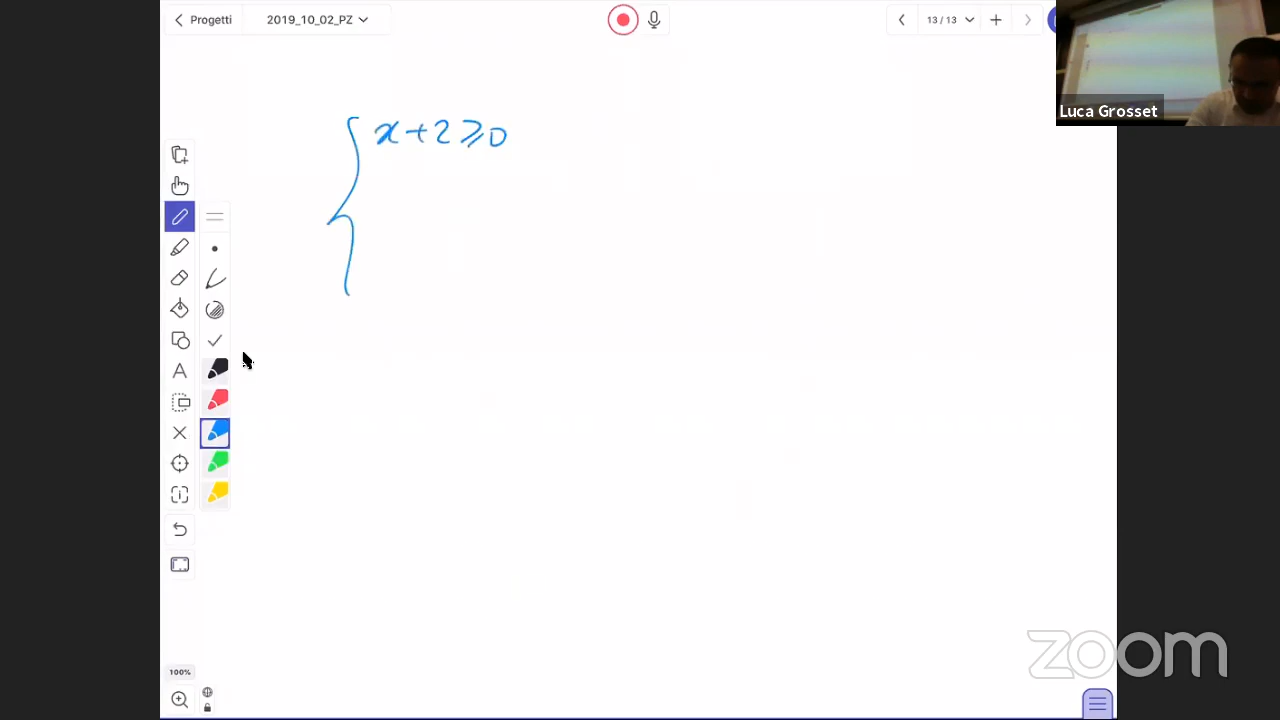 Progetti
2019_10_02_PZ
13 / 13
Luca Grosset
x+2⩾0
A
100%
zoom